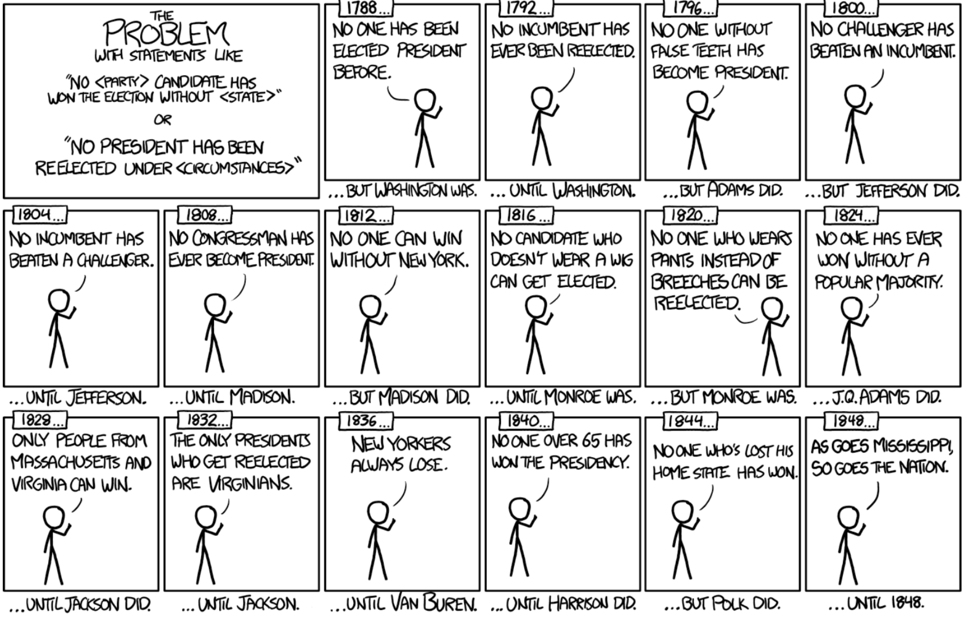 THE
PROBLEM
WITH STATEMENTS LIKE
"NO <PARTY> CANDIDATE HAS
WON THE ELECTION WITHOUT <STATE>"
OR
"NO PRESIDENT HAS BEEN
REELECTED UNDER <CIRCUMSTANCES>"
1788...
NO ONE HAS BEEN
ELECTED PRESIDENT
BEFORE.
...BUT WASHINGTON WAS.
1792...
NO INCUMBENT HAS
EVER BEEN REELECTED.
...UNTIL WASHINGTON.
1796...
NO ONE WITHOUT
FALSE TEETH HAS
BECOME PRESIDENT.
...BUT ADAMS DID.
1800...
NO CHALLENGER HAS
BEATEN AN INCUMBENT.
...BUT JEFFERSON DID.
1804...
NO INCUMBENT HAS
BEATEN A CHALLENGER.
...UNTIL JEFFERSON.
1808...
NO CONGRESSMAN HAS
EVER BECOME PRESIDENT.
...UNTIL MADISON.
1812...
NO ONE CAN WIN
WITHOUT NEW YORK.
...BUT MADISON DID.
1816...
NO CANDIDATE WHO
DOESN'T WEAR A WIG
CAN GET ELECTED.
...UNTIL MONROE WAS.
1820...
NO ONE WHO WEARS
PANTS INSTEAD OF
BREECHES CAN BE
REELECTED.
...BUT MONROE WAS.
1824...
NO ONE HAS EVER
WON WITHOUT A
POPULAR MAJORITY.
...J.Q. ADAMS DID.
1828...
ONLY PEOPLE FROM
MASSACHUSETTS AND
VIRGINIA CAN WIN.
...UNTIL JACKSON DID.
1832...
THE ONLY PRESIDENTS
WHO GET REELECTED
ARE VIRGINIANS.
...UNTIL JACKSON.
1836...
NEW YORKERS
ALWAYS LOSE.
...UNTIL VAN BUREN.
1840...
NO ONE OVER 65 HAS
WON THE PRESIDENCY.
...UNTIL HARRISON DID.
1844...
NO ONE WHO'S LOST HIS
HOME STATE HAS WON.
...BUT POLK DID.
1848...
AS GOES MISSISSIPPI,
SO GOES THE NATION.
...UNTIL 1848.